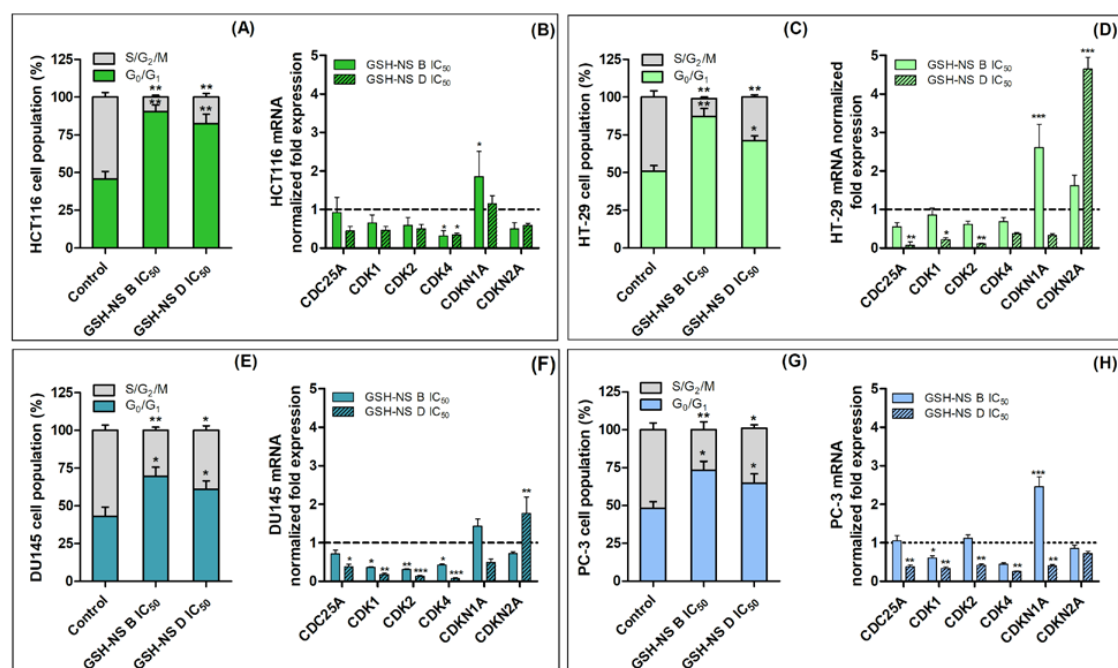 (A)
HCT116 cell population (%)
125
100
75
50
25
0
S/G₂/M
G₀/G₁
**
**
**
**
Control
GSH-NS B IC₅₀
GSH-NS D IC₅₀
(B)
HCT116 mRNA
normalized fold expression
5
4
3
2
1
0
GSH-NS B IC₅₀
GSH-NS D IC₅₀
*
*
*
CDC25A
CDK1
CDK2
CDK4
CDKN1A
CDKN2A
(C)
HT-29 cell population (%)
125
100
75
50
25
0
S/G₂/M
G₀/G₁
**
**
**
*
Control
GSH-NS B IC₅₀
GSH-NS D IC₅₀
(D)
HT-29 mRNA normalized
fold expression
5
4
3
2
1
0
GSH-NS B IC₅₀
GSH-NS D IC₅₀
**
*
**
***
***
CDC25A
CDK1
CDK2
CDK4
CDKN1A
CDKN2A
(E)
DU145 cell population (%)
125
100
75
50
25
0
S/G₂/M
G₀/G₁
**
*
*
*
Control
GSH-NS B IC₅₀
GSH-NS D IC₅₀
(F)
DU145 mRNA
normalized fold expression
5
4
3
2
1
0
GSH-NS B IC₅₀
GSH-NS D IC₅₀
*
*
**
**
***
*
***
**
CDC25A
CDK1
CDK2
CDK4
CDKN1A
CDKN2A
(G)
PC-3 cell population (%)
125
100
75
50
25
0
S/G₂/M
G₀/G₁
**
*
*
*
Control
GSH-NS B IC₅₀
GSH-NS D IC₅₀
(H)
PC-3 mRNA
normalized fold expression
5
4
3
2
1
0
GSH-NS B IC₅₀
GSH-NS D IC₅₀
**
*
**
**
**
***
**
CDC25A
CDK1
CDK2
CDK4
CDKN1A
CDKN2A